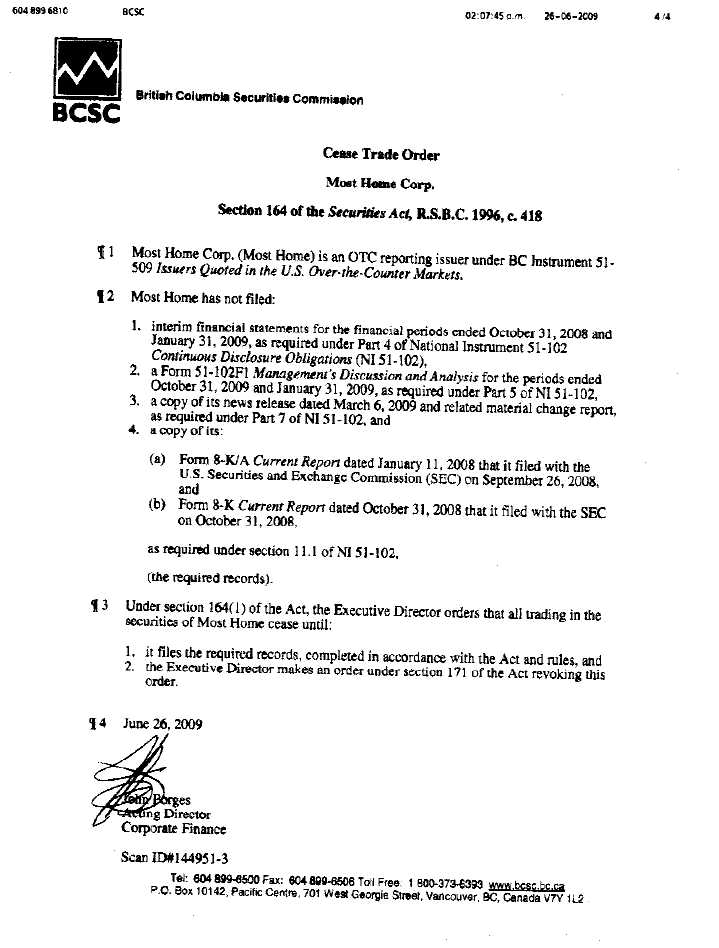 604 899 6810 BCSC 02:07:45 a.m. 26-06-2009 4/4
BCSC
British Columbia Securities Commission
Cease Trade Order
Most Home Corp.
Section 164 of the Securities Act, R.S.B.C. 1996, c. 418
¶ 1 Most Home Corp. (Most Home) is an OTC reporting issuer under BC Instrument 51-
509 Issuers Quoted in the U.S. Over-the-Counter Markets.
¶ 2 Most Home has not filed:
1. interim financial statements for the financial periods ended October 31, 2008 and
January 31, 2009, as required under Part 4 of National Instrument 51-102
Continuous Disclosure Obligations (NI 51-102),
2. a Form 51-102F1 Management's Discussion and Analysis for the periods ended
October 31, 2009 and January 31, 2009, as required under Part 5 of NI 51-102,
3. a copy of its news release dated March 6, 2009 and related material change report,
as required under Part 7 of NI 51-102, and
4. a copy of its:
(a) Form 8-K/A Current Report dated January 11, 2008 that it filed with the
U.S. Securities and Exchange Commission (SEC) on September 26, 2008,
and
(b) Form 8-K Current Report dated October 31, 2008 that it filed with the SEC
on October 31, 2008,
as required under section 11.1 of NI 51-102,
(the required records).
¶ 3 Under section 164(1) of the Act, the Executive Director orders that all trading in the
securities of Most Home cease until:
1. it files the required records, completed in accordance with the Act and rules, and
2. the Executive Director makes an order under section 171 of the Act revoking this
order.
¶ 4 June 26, 2009
John Borges
Acting Director
Corporate Finance
Scan ID#144951-3
Tel: 604 899-6500 Fax: 604 899-6506 Toll Free: 1 800-373-6393 www.bcsc.bc.ca
P.O. Box 10142, Pacific Centre, 701 West Georgia Street, Vancouver, BC, Canada V7Y 1L2